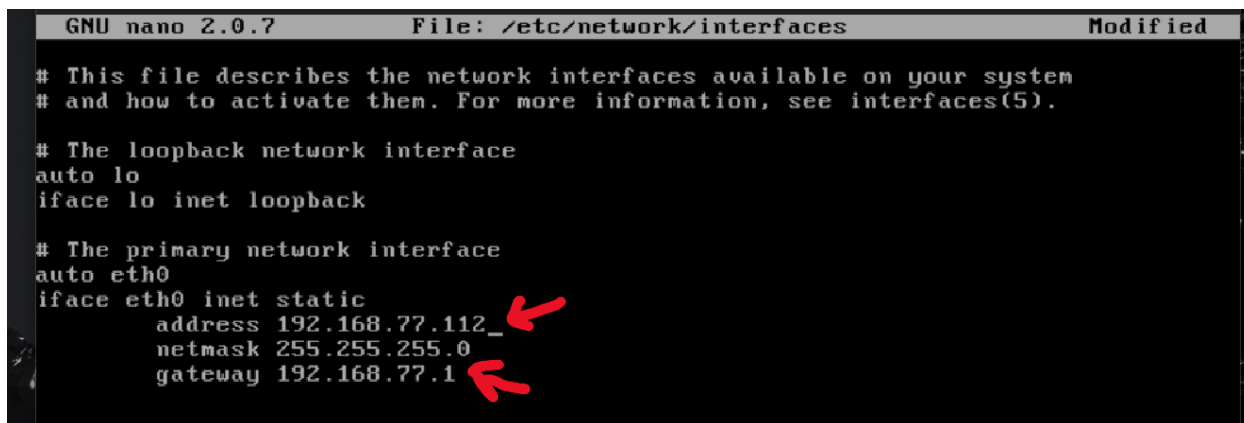 GNU nano 2.0.7 File: /etc/network/interfaces Modified
# This file describes the network interfaces available on your system
# and how to activate them. For more information, see interfaces(5).
# The loopback network interface
auto lo
iface lo inet loopback
# The primary network interface
auto eth0
iface eth0 inet static
address 192.168.77.112_
netmask 255.255.255.0
gateway 192.168.77.1